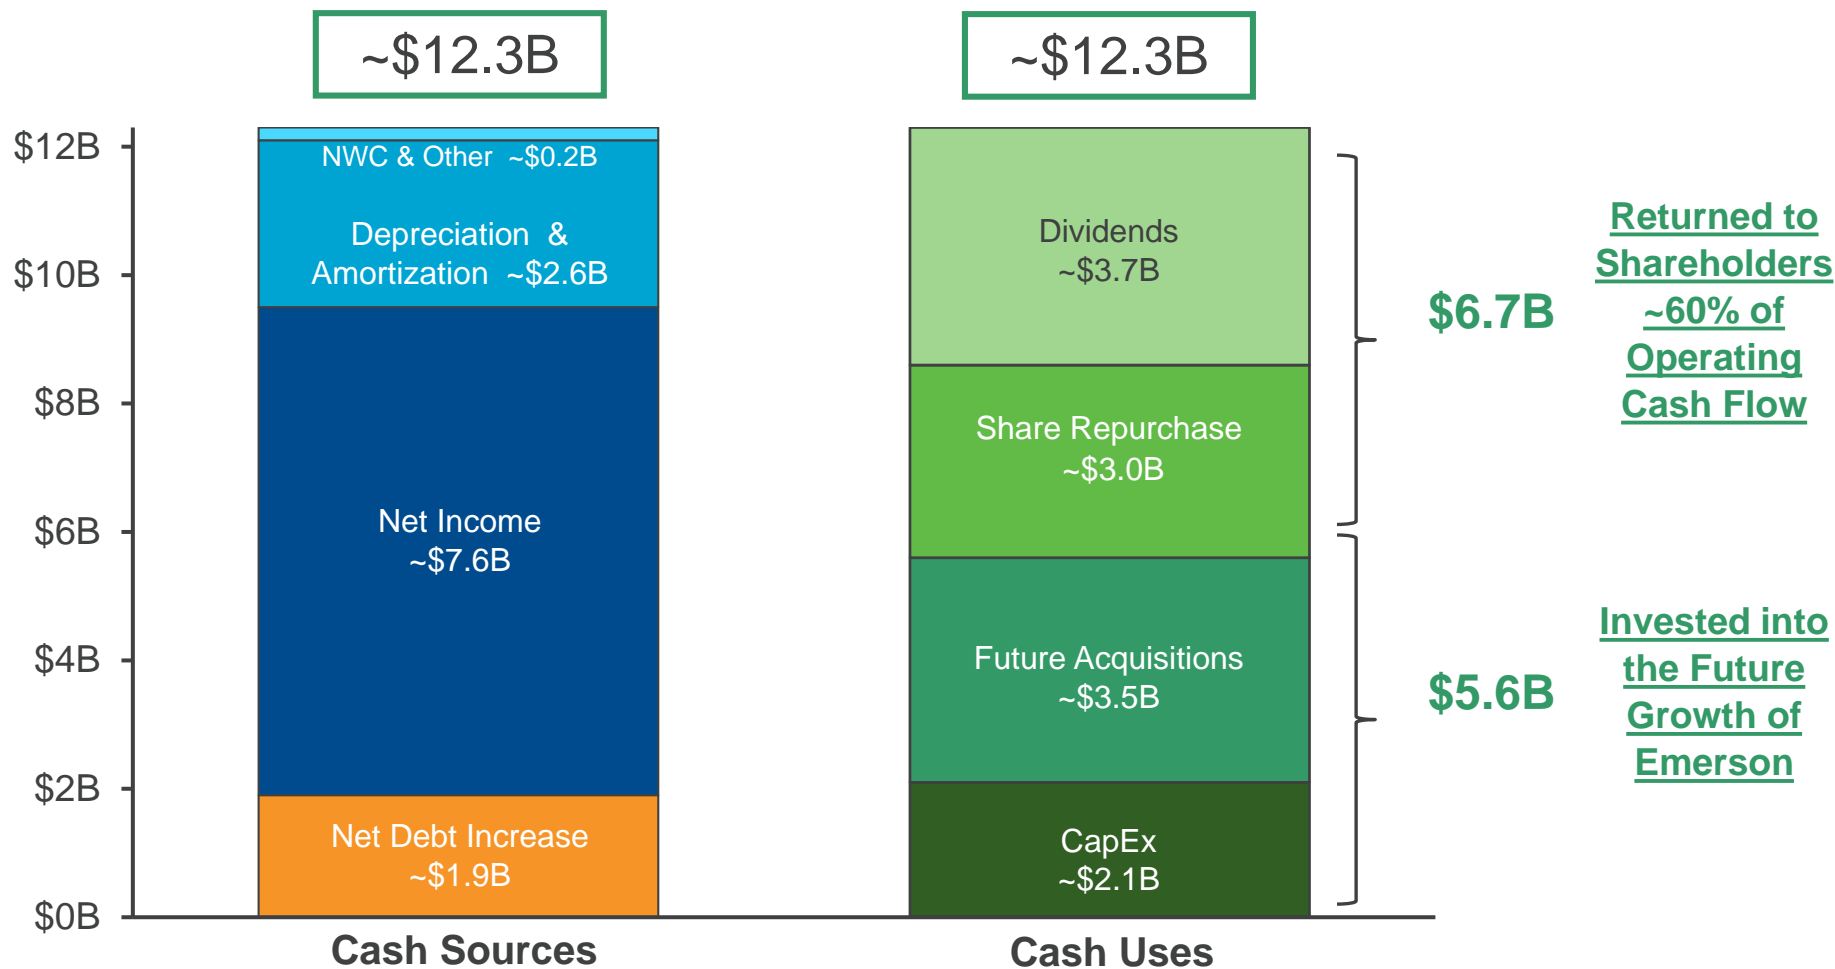 ~$12.3B
~$12.3B
$12B
$10B
$8B
$6B
$4B
$2B
$0B
NWC & Other ~$0.2B
Depreciation &
Amortization ~$2.6B
Net Income
~$7.6B
Net Debt Increase
~$1.9B
Cash Sources
Dividends
~$3.7B
Share Repurchase
~$3.0B
Future Acquisitions
~$3.5B
CapEx
~$2.1B
Cash Uses
$6.7B
Returned to
Shareholders
~60% of
Operating
Cash Flow
$5.6B
Invested into
the Future
Growth of
Emerson